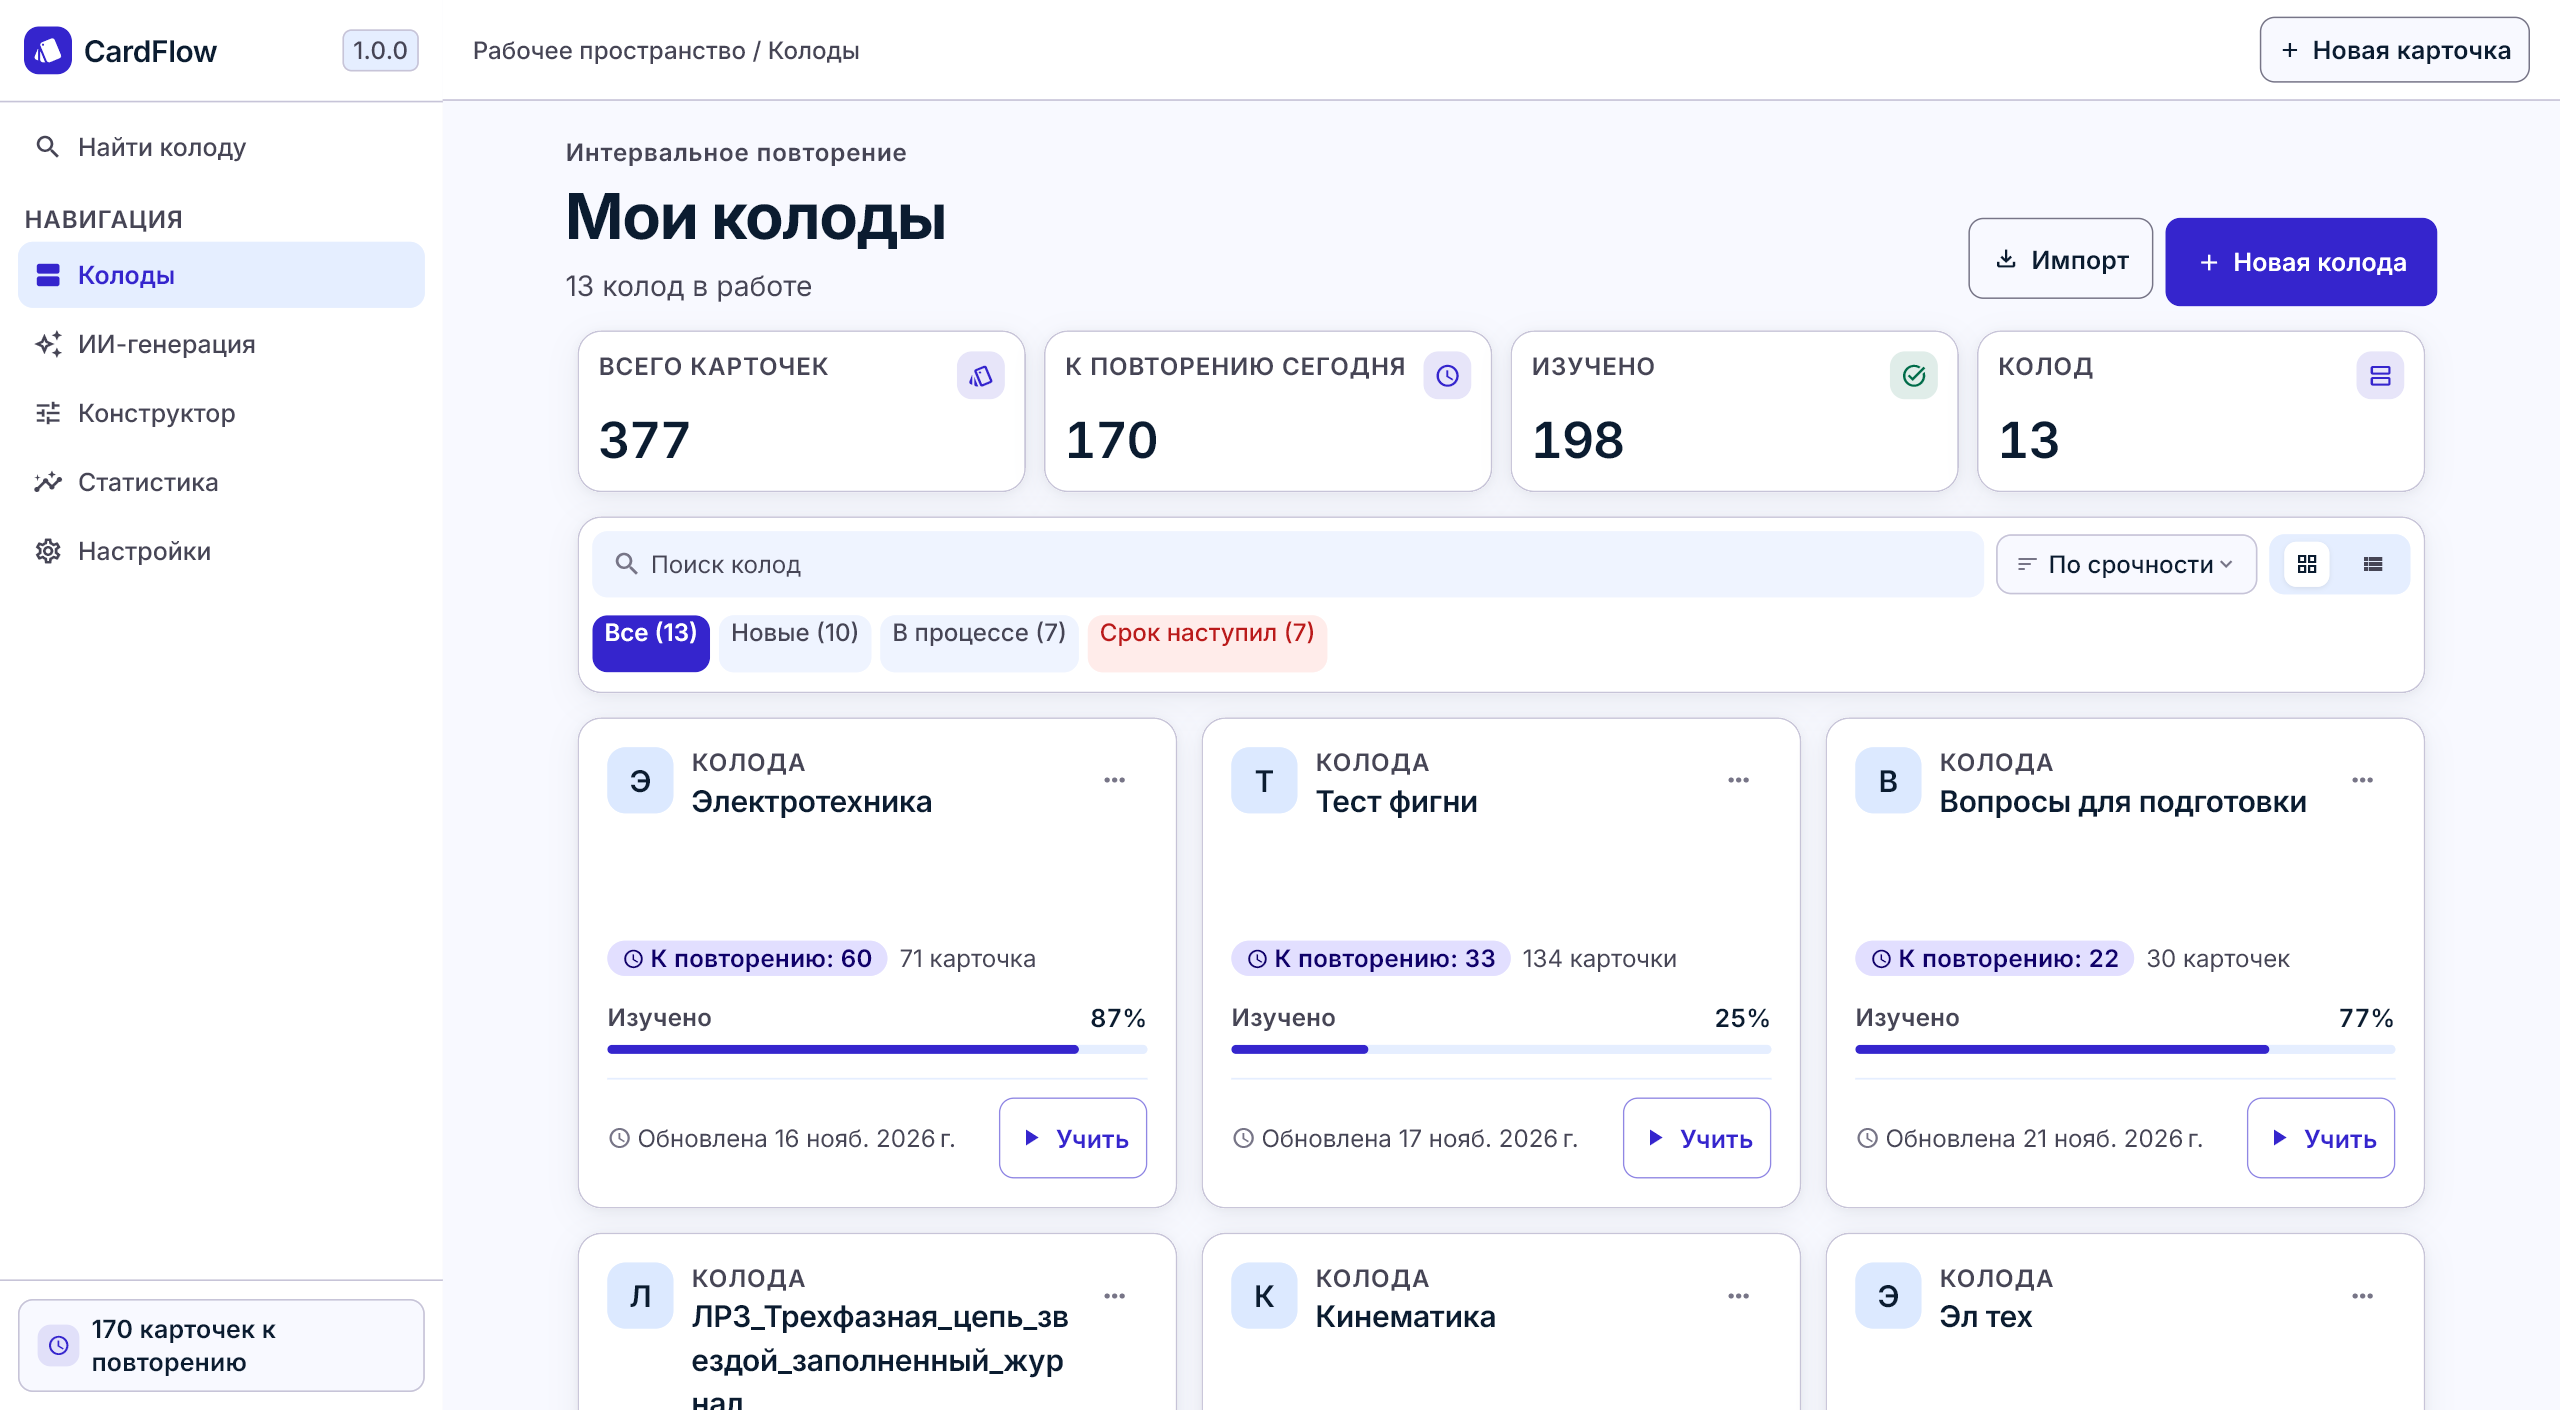 CardFlow
1.0.0
Рабочее пространство / Колоды
+ Новая карточка
Найти колоду
НАВИГАЦИЯ
Колоды
ИИ-генерация
Конструктор
Статистика
Настройки
170 карточек к
повторению
Интервальное повторение
Мои колоды
13 колод в работе
Импорт
+ Новая колода
ВСЕГО КАРТОЧЕК
377
К ПОВТОРЕНИЮ СЕГОДНЯ
170
ИЗУЧЕНО
198
КОЛОД
13
Поиск колод
По срочности
Все (13)
Новые (10)
В процессе (7)
Срок наступил (7)
Э
КОЛОДА
Электротехника
К повторению: 60
71 карточка
Изучено
87%
Обновлена 16 нояб. 2026 г.
Учить
Т
КОЛОДА
Тест фигни
К повторению: 33
134 карточки
Изучено
25%
Обновлена 17 нояб. 2026 г.
Учить
В
КОЛОДА
Вопросы для подготовки
К повторению: 22
30 карточек
Изучено
77%
Обновлена 21 нояб. 2026 г.
Учить
Л
КОЛОДА
ЛР3_Трехфазная_цепь_зв
ездой_заполненный_жур
нал
К
КОЛОДА
Кинематика
Э
КОЛОДА
Эл тех